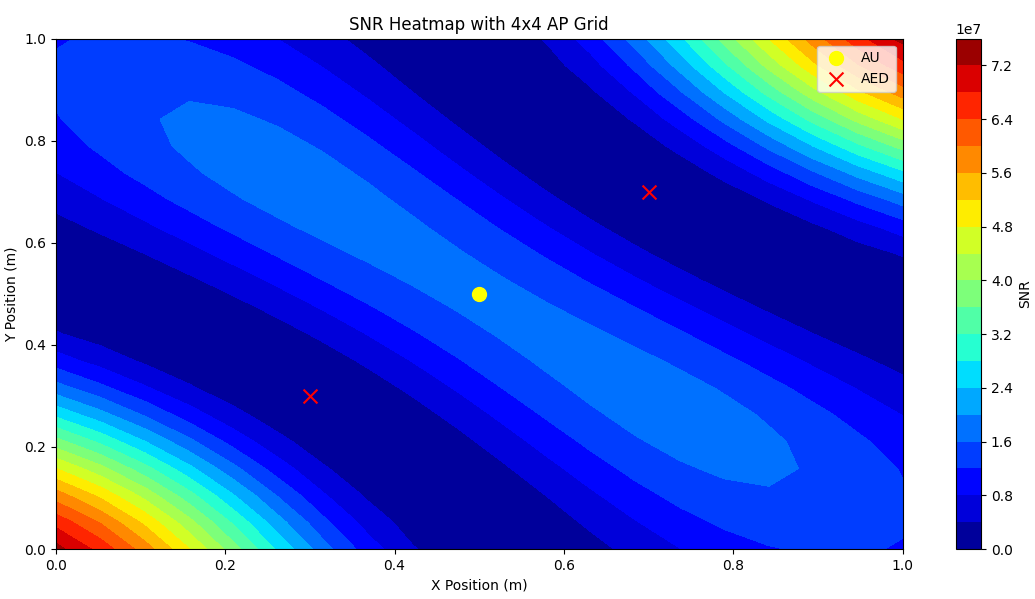 SNR Heatmap with 4x4 AP Grid
1e7
AU
AED
1.0
0.8
0.6
0.4
0.2
0.0
Y Position (m)
0.0 0.2 0.4 0.6 0.8 1.0
X Position (m)
7.2
6.4
5.6
4.8
4.0
3.2
2.4
1.6
0.8
0.0
SNR